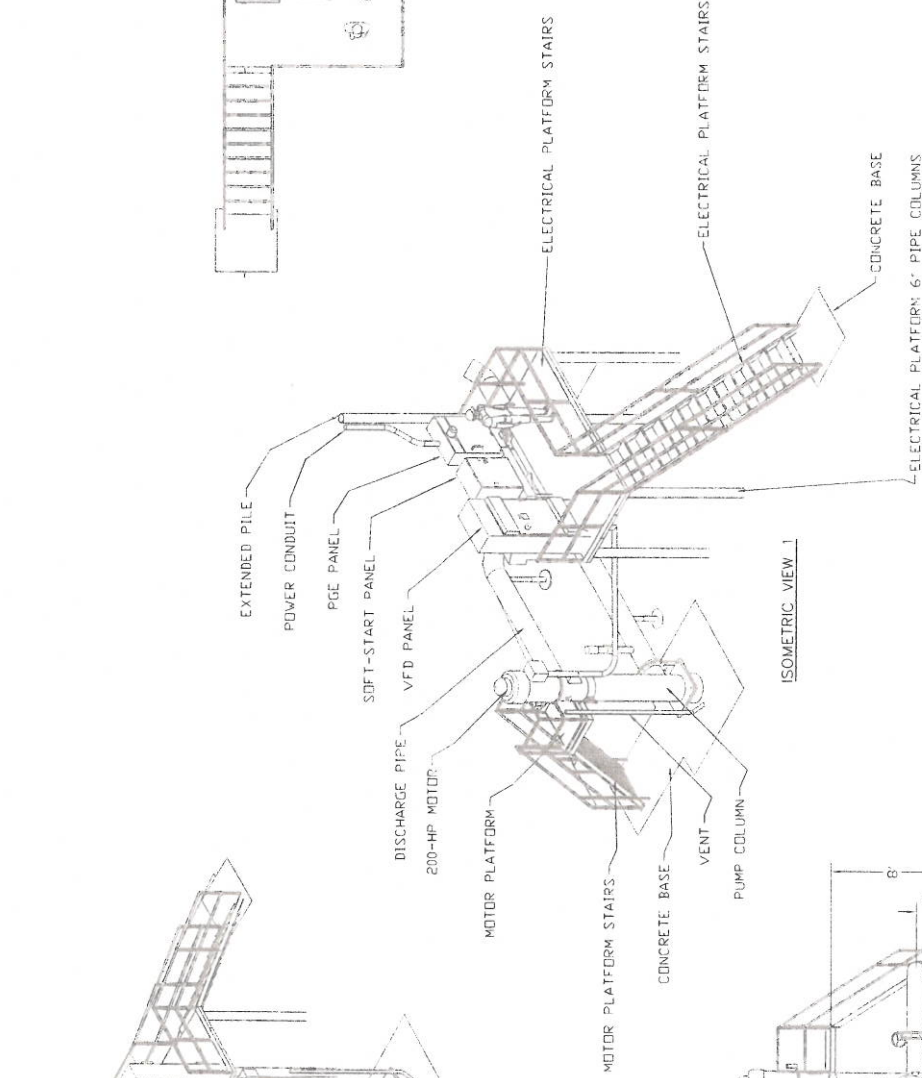 EXTENDED PILE
POWER CONDUIT
PGE PANEL
SOFT-START PANEL
VFD PANEL
DISCHARGE PIPE
200-HP MOTOR
MOTOR PLATFORM
MOTOR PLATFORM STAIRS
CONCRETE BASE
VENT
PUMP COLUMN
ELECTRICAL PLATFORM STAIRS
ELECTRICAL PLATFORM STAIRS
CONCRETE BASE
ELECTRICAL PLATFORM 6" PIPE COLUMNS
ISOMETRIC VIEW 1
8